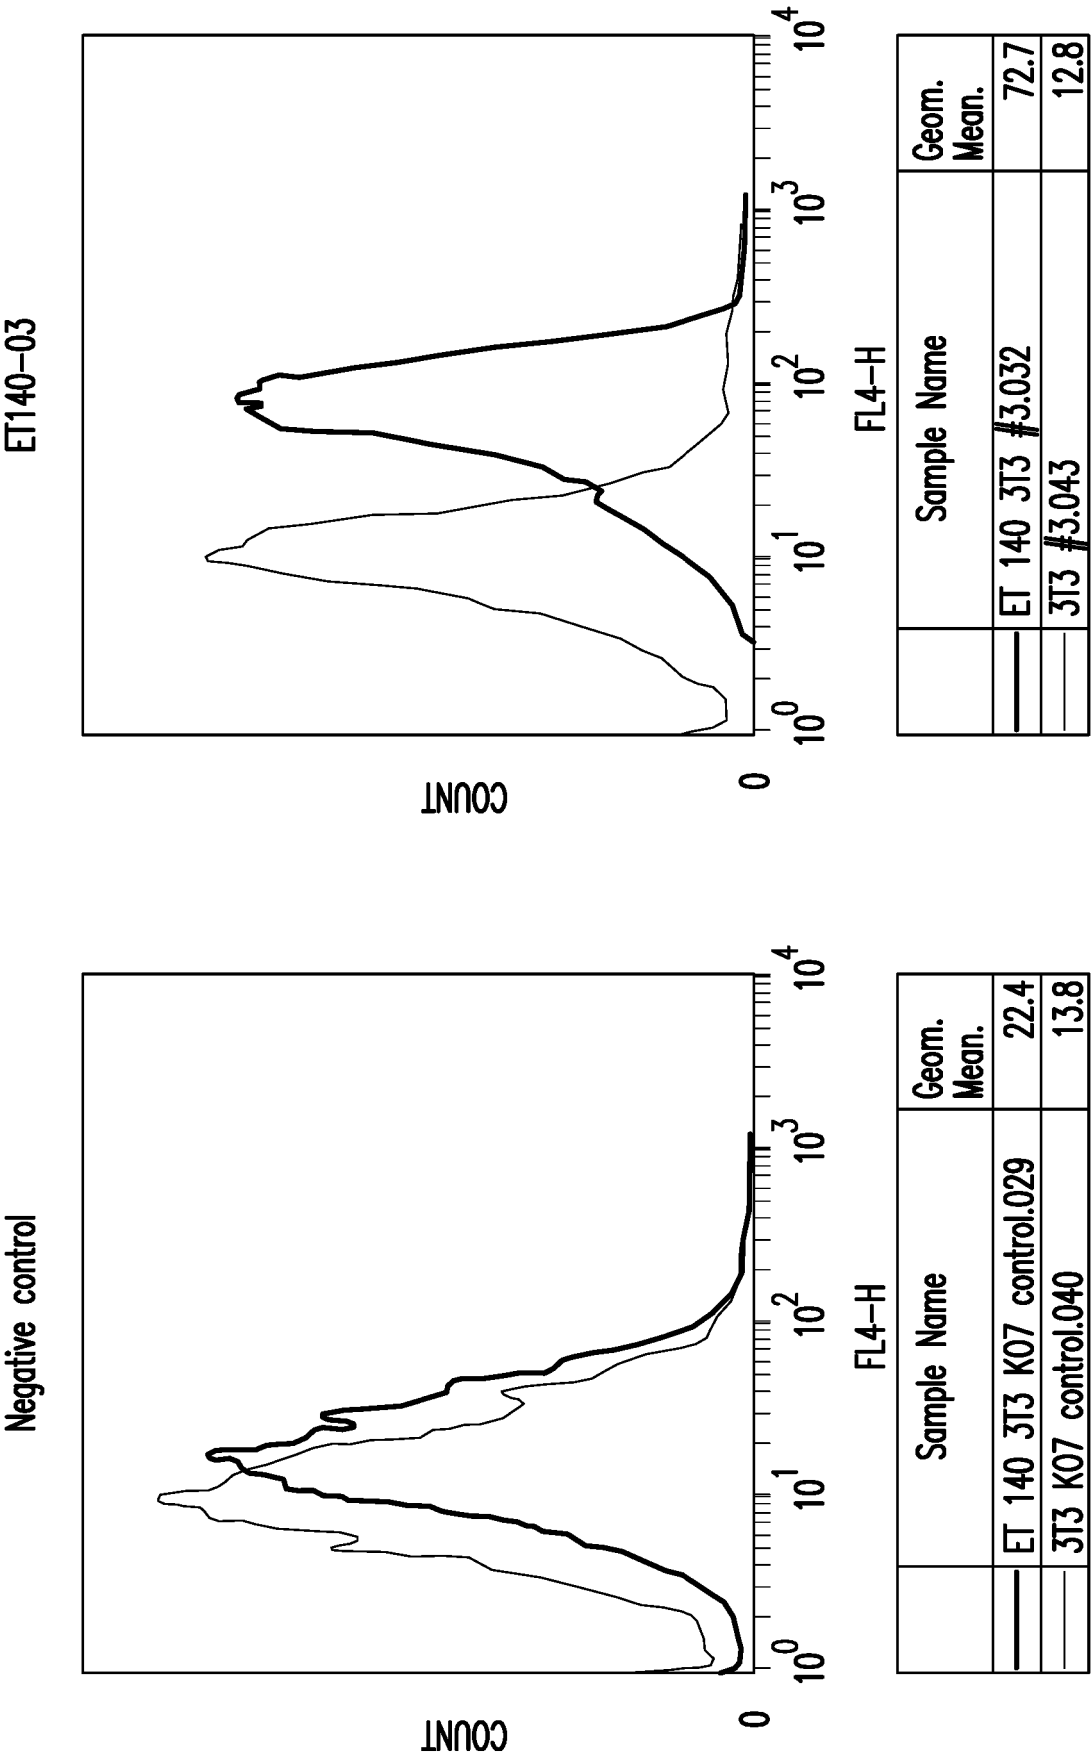 Negative control
COUNT
0
10^0
10^1
10^2
10^3
10^4
FL4-H
Sample Name
Geom. Mean.
ET 140 3T3 K07 control.029
22.4
3T3 K07 control.040
13.8
ET140-03
COUNT
0
10^0
10^1
10^2
10^3
10^4
FL4-H
Sample Name
Geom. Mean.
ET 140 3T3 #3.032
72.7
3T3 #3.043
12.8